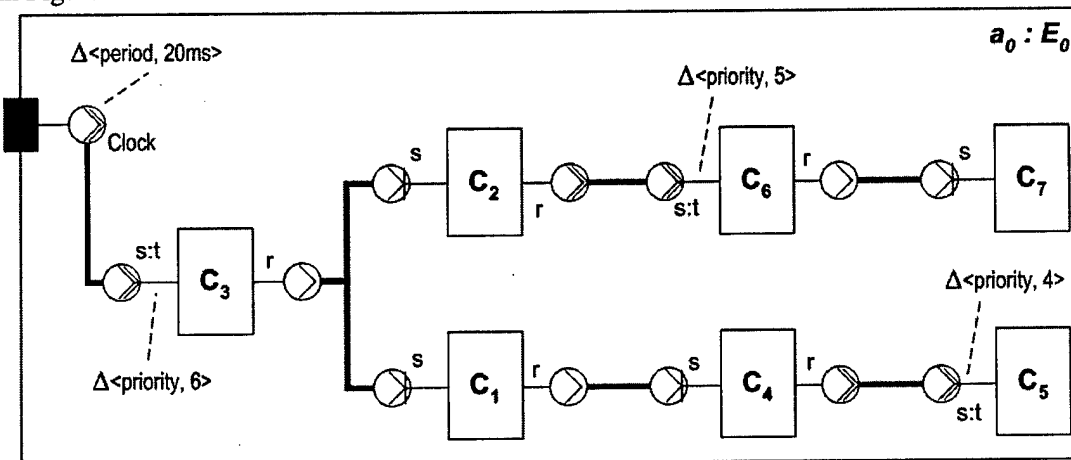 a₀ : E₀
Δ<period, 20ms>
Clock
Δ<priority, 5>
s
C₂
r
s:t
C₆
r
s
C₇
s:t
C₃
r
Δ<priority, 6>
Δ<priority, 4>
s
C₁
r
s
C₄
r
s:t
C₅